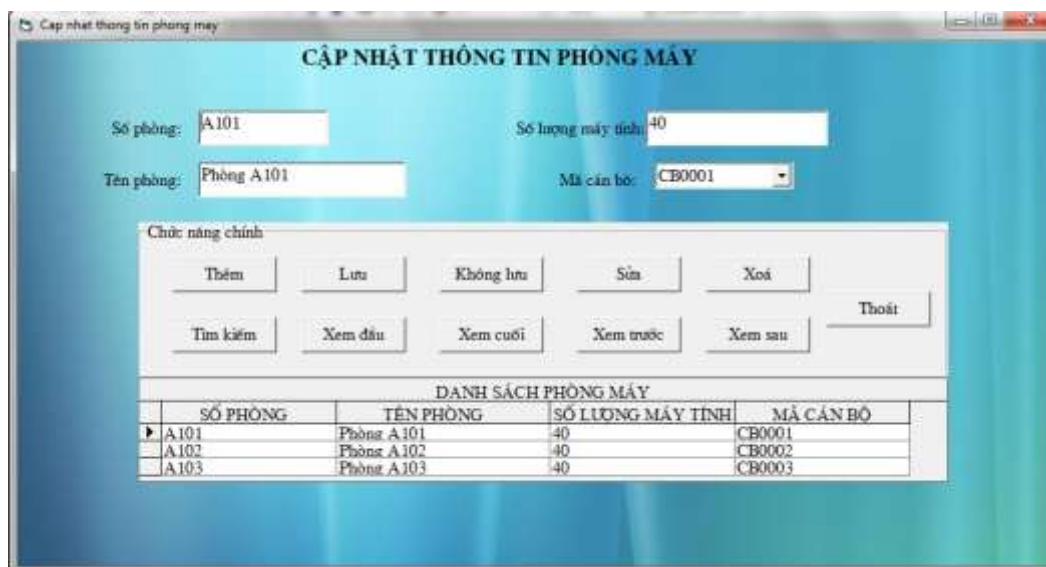 Cap nhat thong tin phong may
CẬP NHẬT THÔNG TIN PHÒNG MÁY
Số phòng: A101 Số lượng máy tính: 40
Tên phòng: Phòng A101 Mã cán bộ: CB0001
Chức năng chính
Thêm Lưu Không lưu Sửa Xoá
Thoát
Tìm kiếm Xem đầu Xem cuối Xem trước Xem sau
DANH SÁCH PHÒNG MÁY
SỐ PHÒNG TÊN PHÒNG SỐ LƯỢNG MÁY TÍNH MÃ CÁN BỘ
A101 Phòng A101 40 CB0001
A102 Phòng A102 40 CB0002
A103 Phòng A103 40 CB0003